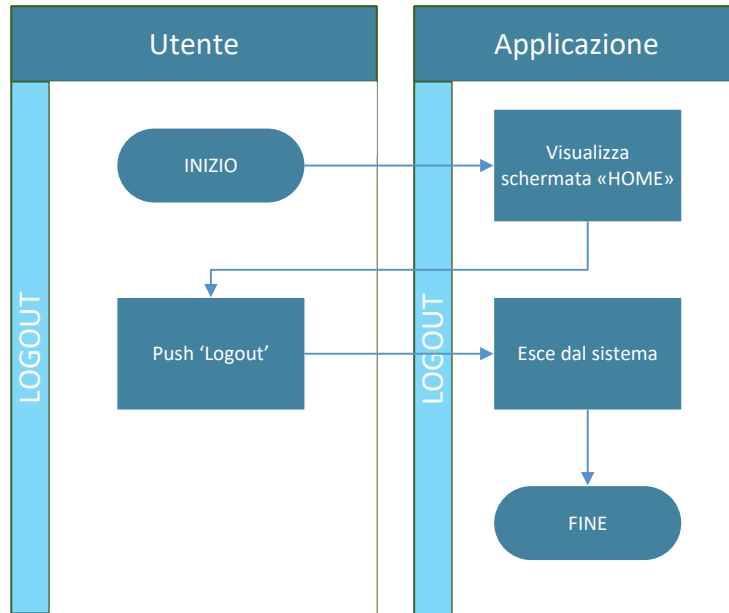 Utente
Applicazione
LOGOUT
LOGOUT
INIZIO
Visualizza
schermata «HOME»
Push ‘Logout’
Esce dal sistema
FINE